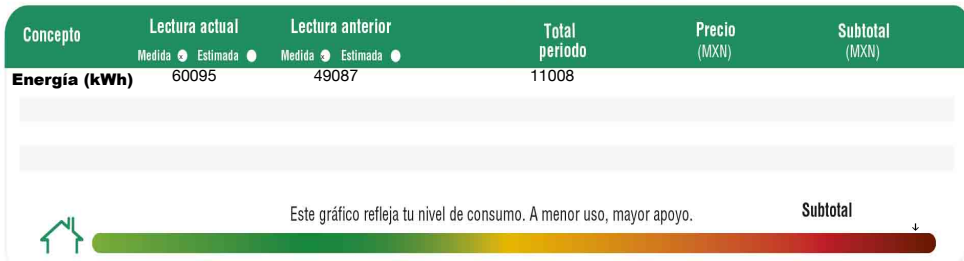 Concepto Lectura actual Lectura anterior Total periodo Precio (MXN) Subtotal (MXN)
Medida Estimada Medida Estimada
Energía (kWh) 60095 49087 11008
Este gráfico refleja tu nivel de consumo. A menor uso, mayor apoyo. Subtotal